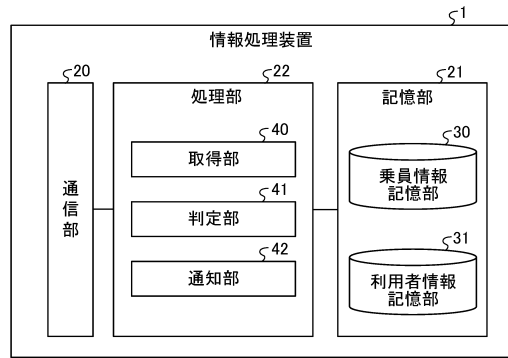 1
情報処理装置
20
22
21
処理部
記憶部
通信部
40
取得部
41
判定部
42
通知部
30
乗員情報
記憶部
31
利用者情報
記憶部